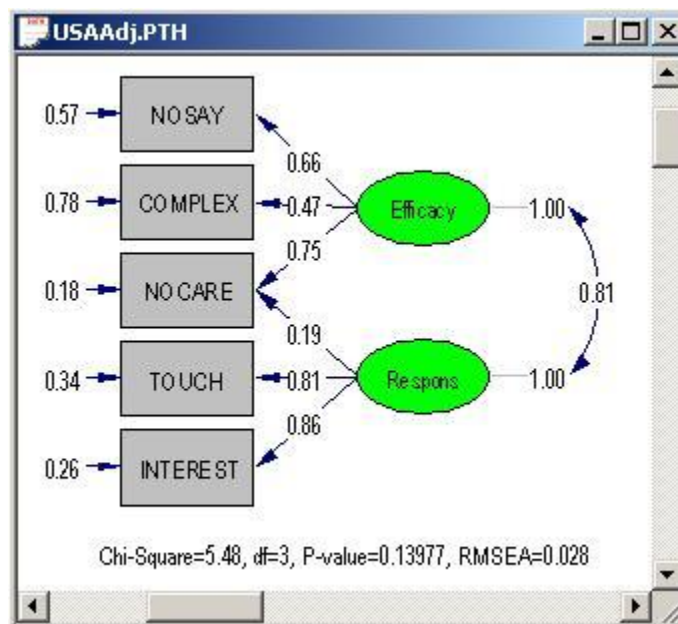 USAAdj.PTH
0.57 NOSAY
0.66
0.78 COMPLEX 0.47 Efficacy 1.00
0.75
0.18 NOCARE 0.81
0.19
0.34 TOUCH 0.81 Respons 1.00
0.86
0.26 INTEREST
Chi-Square=5.48, df=3, P-value=0.13977, RMSEA=0.028